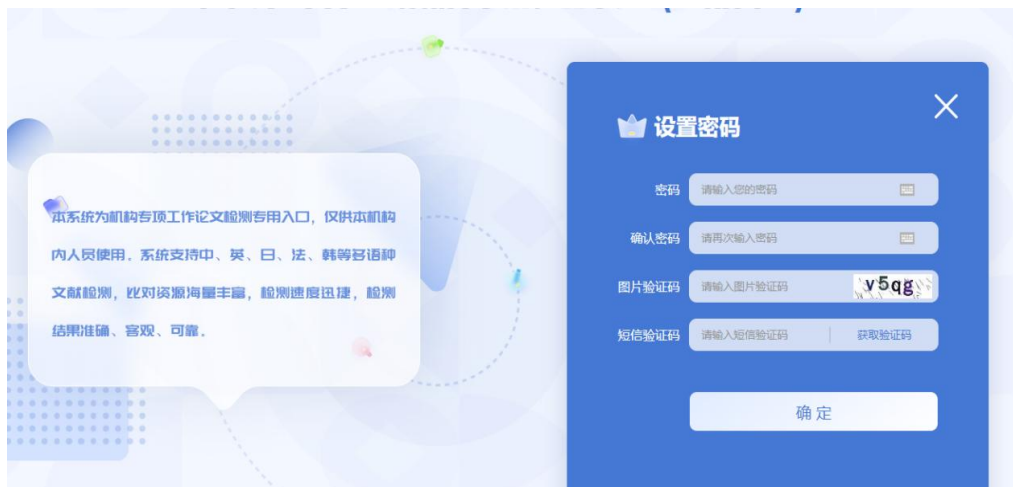 设置密码
密码 请输入您的密码
确认密码 请再次输入密码
图片验证码 请输入图片验证码 v5qg
短信验证码 请输入短信验证码 获取验证码
确定
本系统为机构专项工作论文检测专用入口，仅供本机构
内人员使用。系统支持中、英、日、法、韩等多语种
文献检测，比对资源海量丰富，检测速度迅捷，检测
结果准确、客观、可靠。